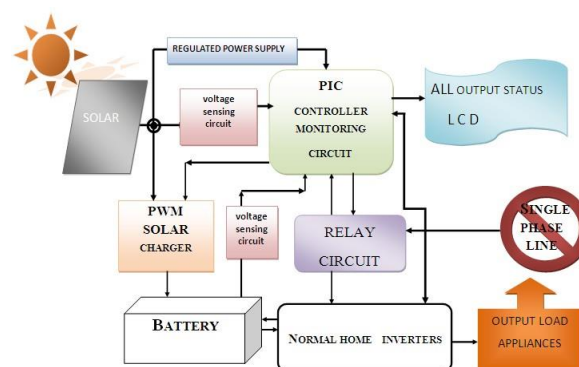 REGULATED POWER SUPPLY
SOLAR
voltage
sensing
circuit
PIC
CONTROLLER
MONITORING
CIRCUIT
ALL OUTPUT STATUS
LCD
PWM
SOLAR
CHARGER
voltage
sensing
circuit
RELAY
CIRCUIT
SINGLE
PHASE
LINE
BATTERY
NORMAL HOME INVERTERS
OUTPUT LOAD
APPLIANCES